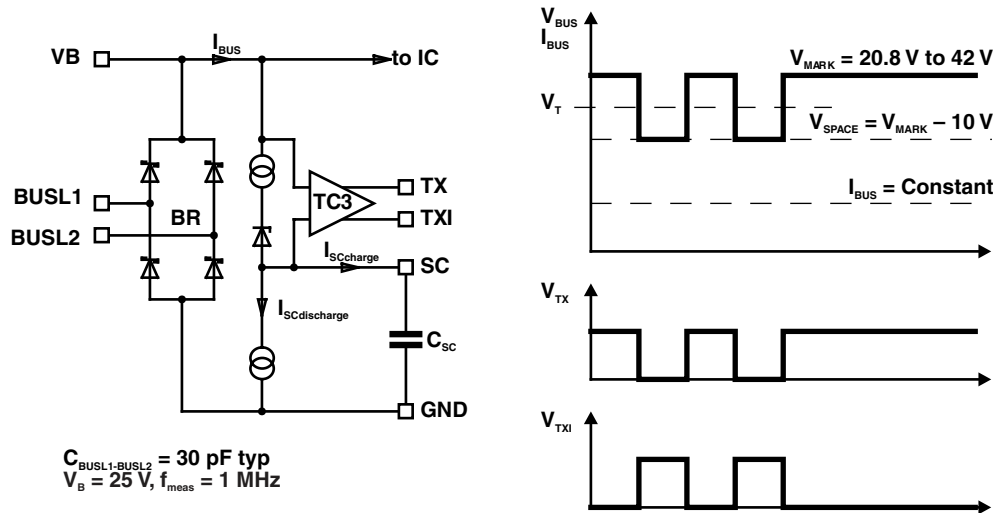 VB
I_BUS
to IC
BUSL1
BUSL2
BR
TC3
TX
TXI
I_SCcharge
SC
I_SCdischarge
C_SC
GND
C_BUSL1-BUSL2 = 30 pF typ
V_B = 25 V, f_meas = 1 MHz
V_BUS
I_BUS
V_MARK = 20.8 V to 42 V
V_T
V_SPACE = V_MARK – 10 V
I_BUS = Constant
V_TX
V_TXI